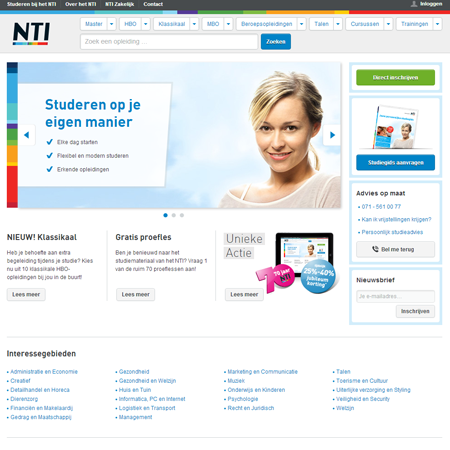 Studeren bij het NTI Over het NTI NTI Zakelijk Contact Inloggen
NTI
Master HBO Klassikaal MBO Beroepsopleidingen Talen Cursussen Trainingen
Zoek een opleiding ... Zoeken
Studeren op je
eigen manier
Elke dag starten
Flexibel en modern studeren
Erkende opleidingen
Direct inschrijven
Studiegids aanvragen
Advies op maat
071 - 561 00 77
Kan ik vrijstellingen krijgen?
Persoonlijk studieadvies
Bel me terug
NIEUW! Klassikaal
Heb je behoefte aan extra
begeleiding tijdens je studie? Kies
nu uit 10 klassikale HBO-
opleidingen bij jou in de buurt!
Lees meer
Gratis proefles
Ben je benieuwd naar het
studiemateriaal van het NTI? Vraag 1
van de ruim 70 proeflessen aan!
Lees meer
Unieke
Actie
70 jaar
NTI
25%-40%
Jubileum
korting
Lees meer
Nieuwsbrief
Je e-mailadres ...
Inschrijven
Interessegebieden
Administratie en Economie
Creatief
Detailhandel en Horeca
Dierenzorg
Financiën en Makelaardij
Gedrag en Maatschappij
Gezondheid
Gezondheid en Welzijn
Huis en Tuin
Informatica, PC en Internet
Logistiek en Transport
Management
Marketing en Communicatie
Muziek
Onderwijs en Kinderen
Psychologie
Recht en Juridisch
Talen
Toerisme en Cultuur
Uiterlijke verzorging en Styling
Veiligheid en Security
Welzijn